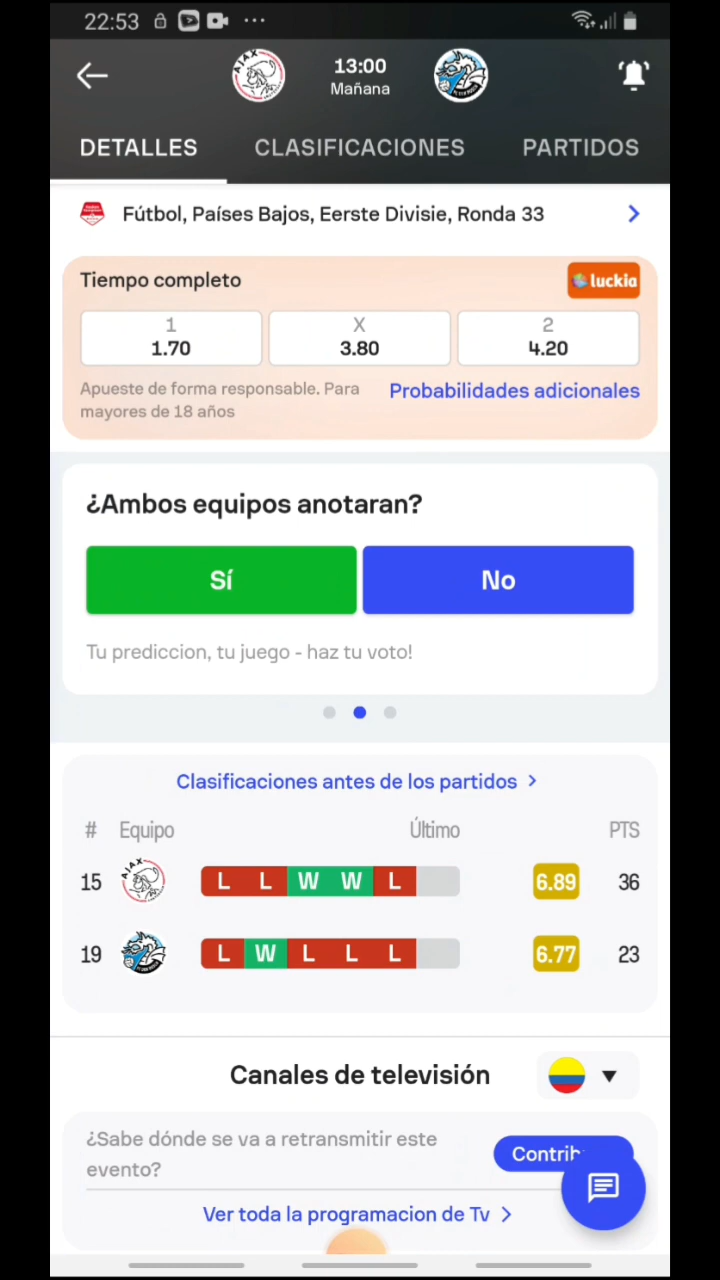 22:53
13:00
Mañana
DETALLES CLASIFICACIONES PARTIDOS
Fútbol, Países Bajos, Eerste Divisie, Ronda 33
Tiempo completo
luckia
1 X 2
1.70 3.80 4.20
Apueste de forma responsable. Para
mayores de 18 años
Probabilidades adicionales
¿Ambos equipos anotaran?
Sí No
Tu prediccion, tu juego - haz tu voto!
Clasificaciones antes de los partidos
# Equipo Último PTS
15 AJAX L L W W L 6.89 36
19 L W L L L 6.77 23
Canales de televisión
¿Sabe dónde se va a retransmitir este
evento?
Contrib
Ver toda la programacion de Tv